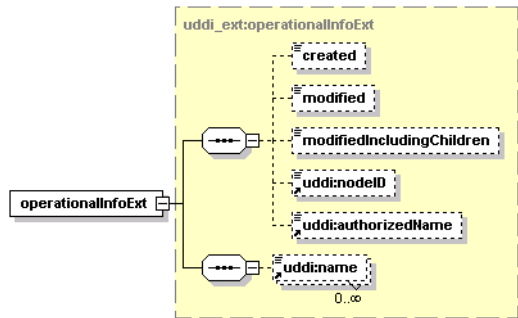 uddi_ext:operationalInfoExt
created
modified
modifiedIncludingChildren
uddi:nodeID
operationalInfoExt
uddi:authorizedName
uddi:name
0..∞